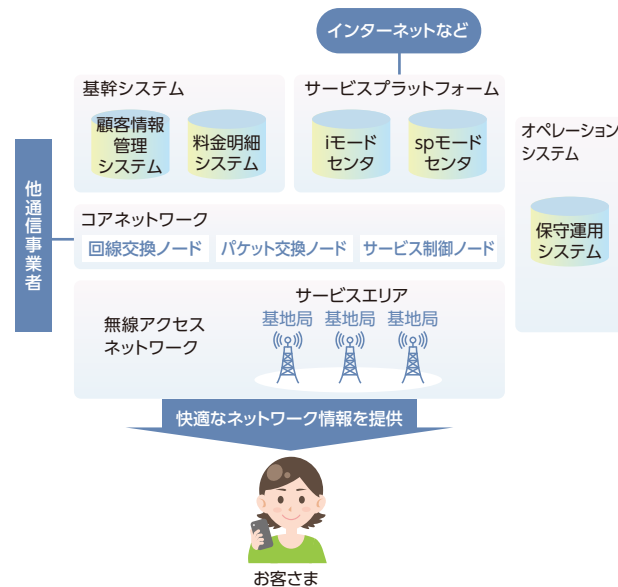 インターネットなど
基幹システム
顧客情報
管理
システム
料金明細
システム
サービスプラットフォーム
iモード
センタ
spモード
センタ
オペレーション
システム
保守運用
システム
他通信事業者
コアネットワーク
回線交換ノード
パケット交換ノード
サービス制御ノード
無線アクセス
ネットワーク
サービスエリア
基地局
基地局
基地局
快適なネットワーク情報を提供
お客さま